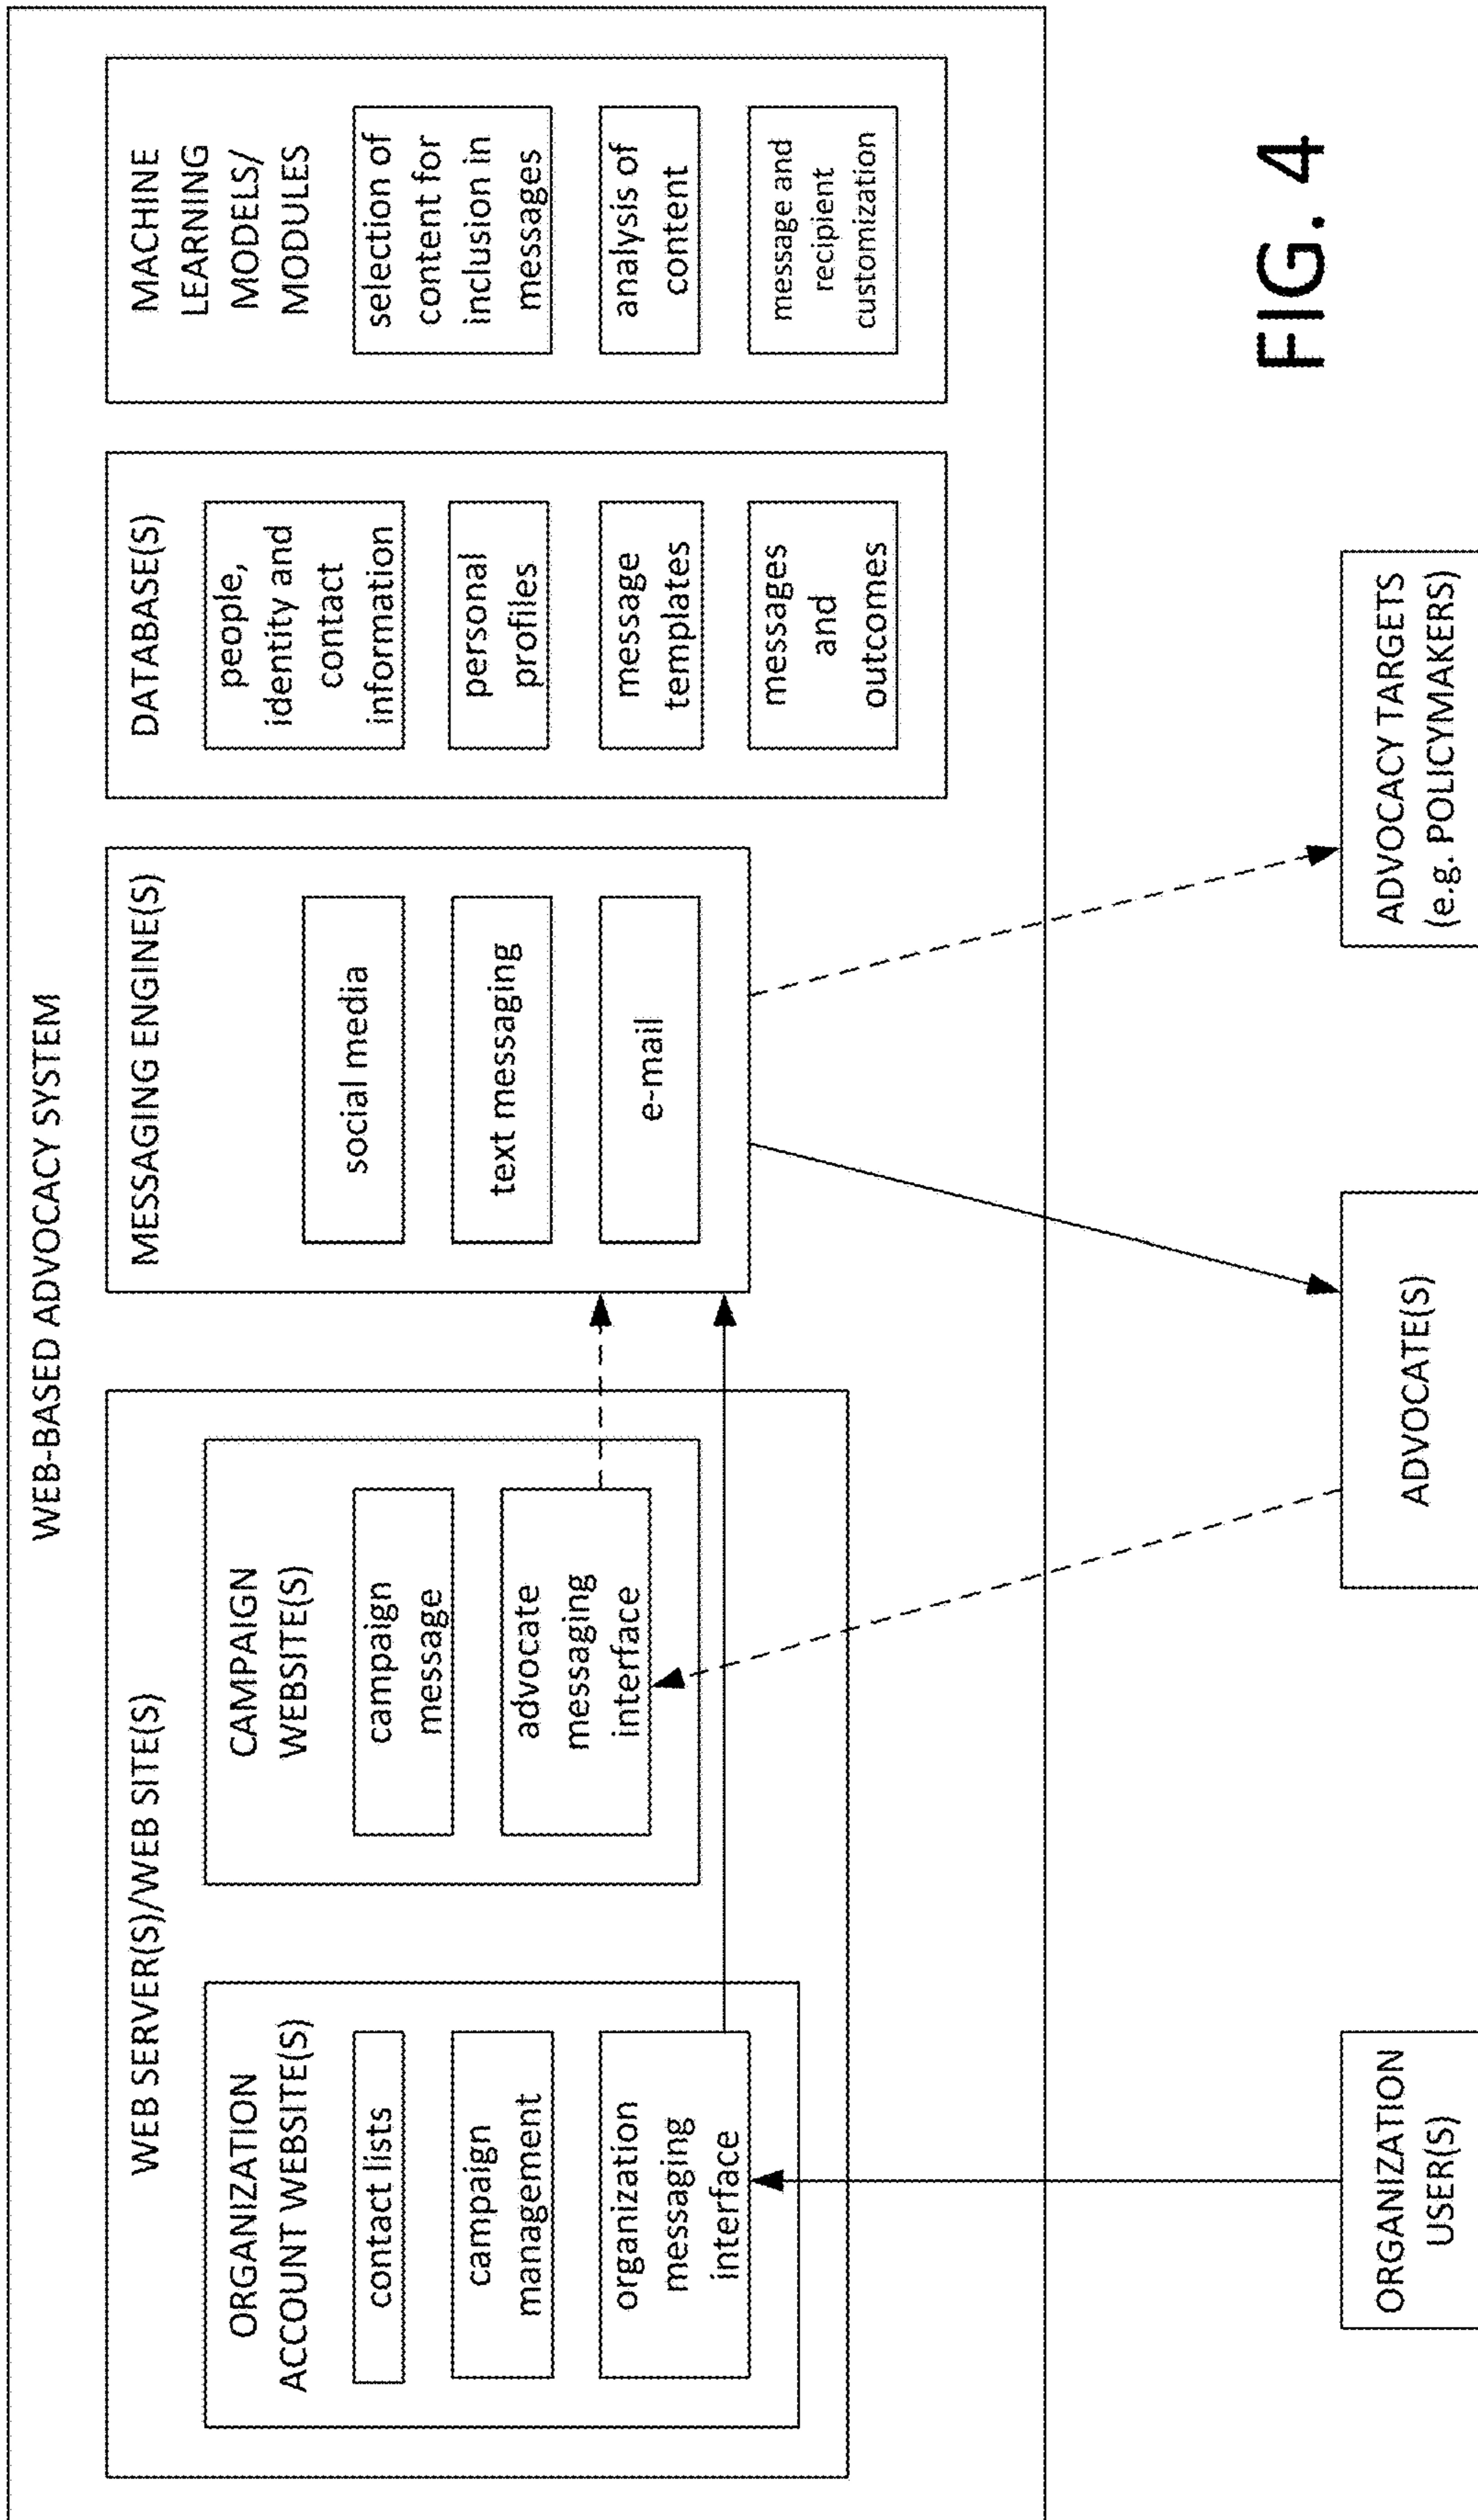 WEB-BASED ADVOCACY SYSTEM
WEB SERVER(S)/WEB SITE(S)
ORGANIZATION
ACCOUNT WEBSITE(S)
contact lists
campaign
management
organization
messaging
interface
CAMPAIGN
WEBSITE(S)
campaign
message
advocate
messaging
interface
MESSAGING ENGINE(S)
social media
text messaging
e-mail
DATABASE(S)
people,
identity and
contact
information
personal
profiles
message
templates
messages
and
outcomes
MACHINE
LEARNING
MODELS/
MODULES
selection of
content for
inclusion in
messages
analysis of
content
message and
recipient
customization
ORGANIZATION
USER(S)
ADVOCATE(S)
ADVOCACY TARGETS
(e.g. POLICYMAKERS)
FIG. 4